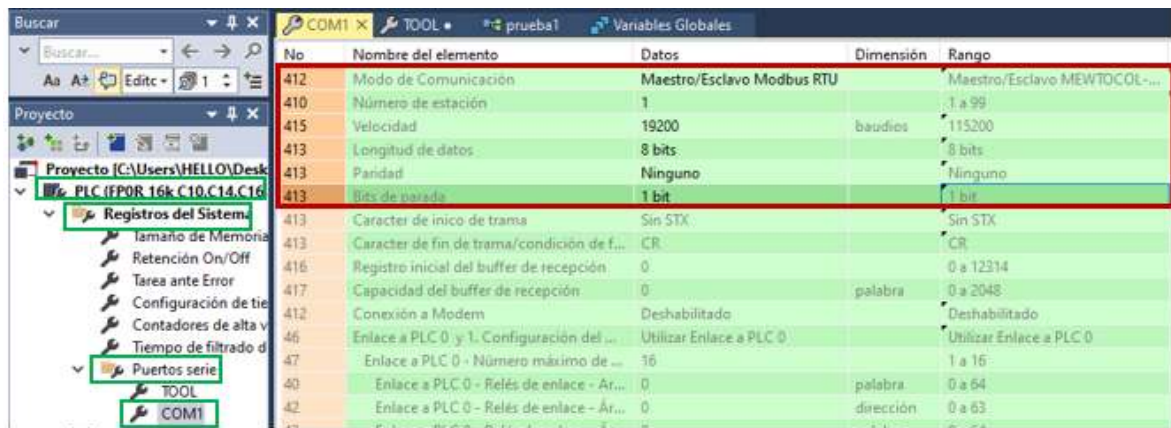 Buscar
Buscar...
Aa
Editc
1
Proyecto
Proyecto [C:\Users\HELLO\Desk
PLC (FP0R 16k C10,C14,C16
Registros del Sistema
Tamaño de Memoria
Retención On/Off
Tarea ante Error
Configuración de tie
Contadores de alta v
Tiempo de filtrado d
Puertos serie
TOOL
COM1
COM1 TOOL prueba1 Variables Globales
No Nombre del elemento Datos Dimensión Rango
412 Modo de Comunicación Maestro/Esclavo Modbus RTU Maestro/Esclavo MEWTOCOL-...
410 Número de estación 1 1 a 99
415 Velocidad 19200 baudios 115200
413 Longitud de datos 8 bits 8 bits
413 Paridad Ninguno Ninguno
413 Bits de parada 1 bit 1 bit
413 Caracter de inico de trama Sin STX Sin STX
413 Caracter de fin de trama/condición de f... CR CR
416 Registro inicial del buffer de recepción 0 0 a 12314
417 Capacidad del buffer de recepción 0 palabra 0 a 2048
412 Conexión a Modem Deshabilitado Deshabilitado
46 Enlace a PLC 0 y 1. Configuración del ... Utilizar Enlace a PLC 0 Utilizar Enlace a PLC 0
47 Enlace a PLC 0 - Número máximo de ... 16 1 a 16
40 Enlace a PLC 0 - Relés de enlace - Ár... 0 palabra 0 a 64
42 Enlace a PLC 0 - Relés de enlace - Ár... 0 dirección 0 a 63